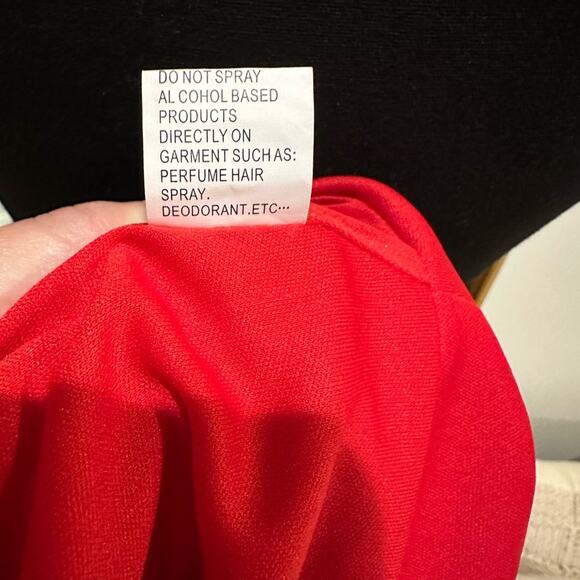 DO NOT SPRAY
AL COHOL BASED
PRODUCTS
DIRECTLY ON
GARMENT SUCH AS:
PERFUME HAIR
SPRAY.
DEODORANT.ETC···